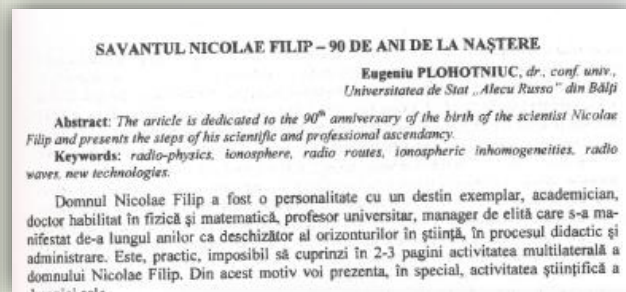 SAVANTUL NICOLAE FILIP – 90 DE ANI DE LA NAȘTERE
Eugeniu PLOHOTNIUC, dr., conf. univ.,
Universitatea de Stat „Alecu Russo” din Bălți
Abstract: The article is dedicated to the 90th anniversary of the birth of the scientist Nicolae
Filip and presents the steps of his scientific and professional ascendancy.
Keywords: radio-physics, ionosphere, radio routes, ionospheric inhomogeneities, radio
waves, new technologies.
Domnul Nicolae Filip a fost o personalitate cu un destin exemplar, academician,
doctor habilitat în fizică și matematică, profesor universitar, manager de elită care s-a ma-
nifestat de-a lungul anilor ca deschizător al orizonturilor în știință, în procesul didactic și
administrare. Este, practic, imposibil să cuprinzi în 2-3 pagini activitatea multilaterală a
domnului Nicolae Filip. Din acest motiv voi prezenta, în special, activitatea științifică a